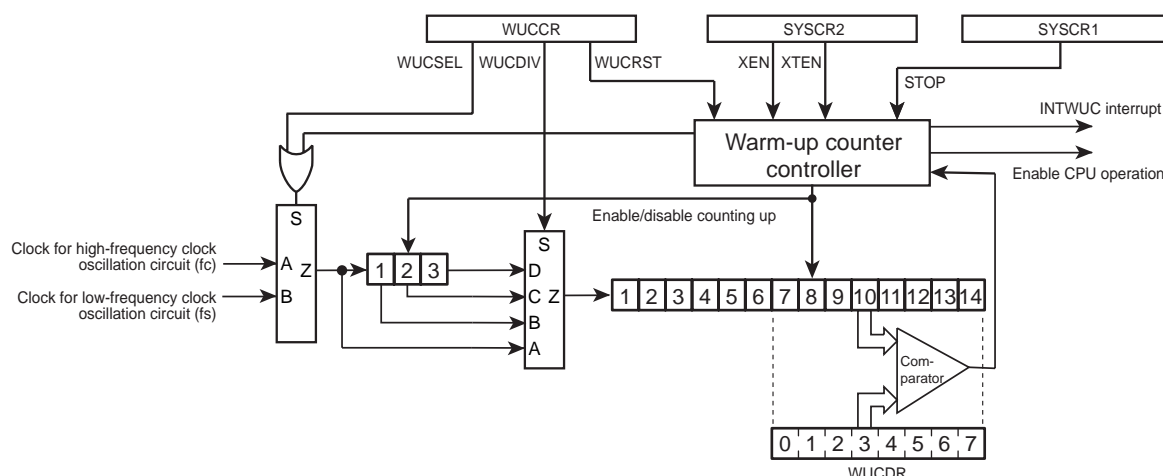 WUCCR
SYSCR2
SYSCR1
WUCSEL WUCDIV WUCRST
XEN XTEN
STOP
INTWUC interrupt
Warm-up counter
controller
Enable CPU operation
S
Enable/disable counting up
S
Clock for high-frequency clock
oscillation circuit (fc)
A
Z
1 2 3
D
Clock for low-frequency clock
oscillation circuit (fs)
B
C
Z
B
A
1 2 3 4 5 6 7 8 9 10 11 12 13 14
Com-
parator
0 1 2 3 4 5 6 7
WUCDR